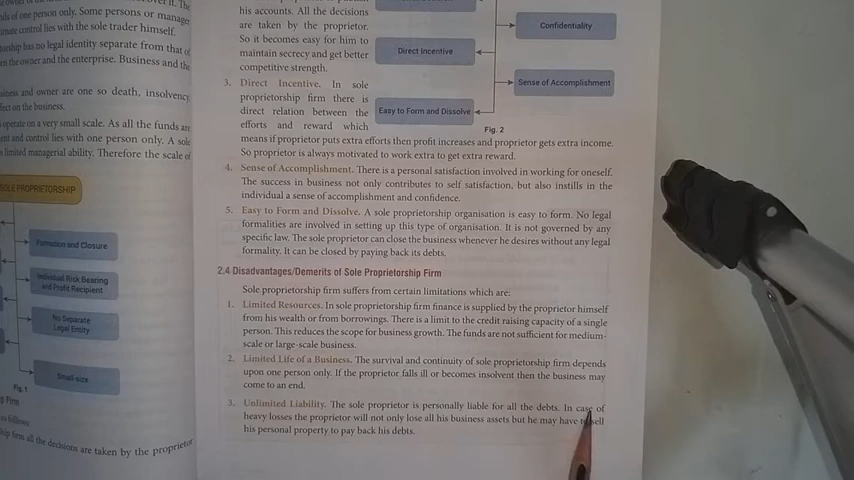 over it. The
of one person only. Some persons or manager
control lies with the sole trader himself.
has no legal identity separate from that of
the owner and the enterprise. Business and the
and owner are one so death, insolvency
on the business.
operate on a very small scale. As all the funds are
and control lies with one person only. A sole
limited managerial ability. Therefore the scale of
SOLE PROPRIETORSHIP
Formation and Closure
Individual Risk Bearing
and Profit Recipient
No Separate
Legal Entity
Small-size
Fig. 1
Firm
as follows
firm all the decisions are taken by the proprietor
his accounts. All the decisions
are taken by the proprietor.
So it becomes easy for him to
maintain secrecy and get better
competitive strength.
3. Direct Incentive. In sole
proprietorship firm there is
direct relation between the
efforts and reward which
Confidentiality
Direct Incentive
Sense of Accomplishment
Easy to Form and Dissolve
Fig. 2
means if proprietor puts extra efforts then profit increases and proprietor gets extra income.
So proprietor is always motivated to work extra to get extra reward.
4. Sense of Accomplishment. There is a personal satisfaction involved in working for oneself.
The success in business not only contributes to self satisfaction, but also instills in the
individual a sense of accomplishment and confidence.
5. Easy to Form and Dissolve. A sole proprietorship organisation is easy to form. No legal
formalities are involved in setting up this type of organisation. It is not governed by any
specific law. The sole proprietor can close the business whenever he desires without any legal
formality. It can be closed by paying back its debts.
2.4 Disadvantages/Demerits of Sole Proprietorship Firm
Sole proprietorship firm suffers from certain limitations which are:
1. Limited Resources. In sole proprietorship firm finance is supplied by the proprietor himself
from his wealth or from borrowings. There is a limit to the credit raising capacity of a single
person. This reduces the scope for business growth. The funds are not sufficient for medium-
scale or large-scale business.
2. Limited Life of a Business. The survival and continuity of sole proprietorship firm depends
upon one person only. If the proprietor falls ill or becomes insolvent then the business may
come to an end.
3. Unlimited Liability. The sole proprietor is personally liable for all the debts. In case of
heavy losses the proprietor will not only lose all his business assets but he may have to sell
his personal property to pay back his debts.